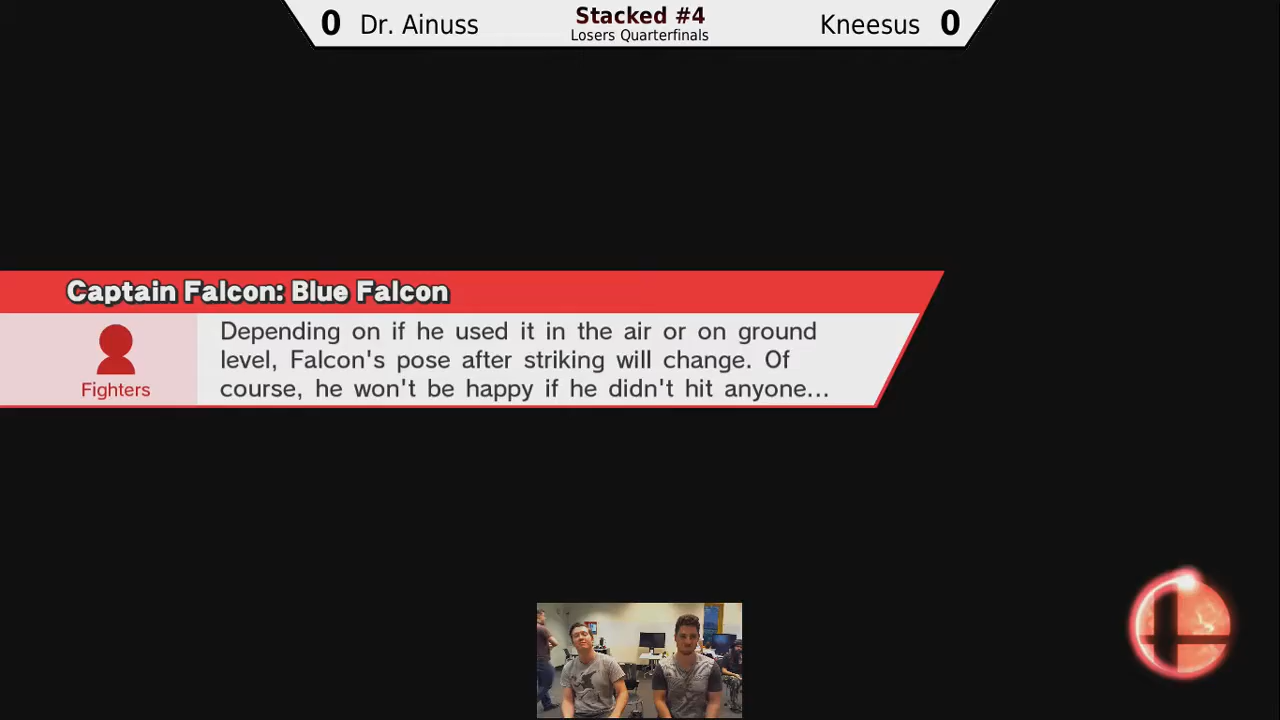 0 Dr. Ainuss
Stacked #4
Losers Quarterfinals
Kneesus 0
Captain Falcon: Blue Falcon
Fighters
Depending on if he used it in the air or on ground
level, Falcon's pose after striking will change. Of
course, he won't be happy if he didn't hit anyone...